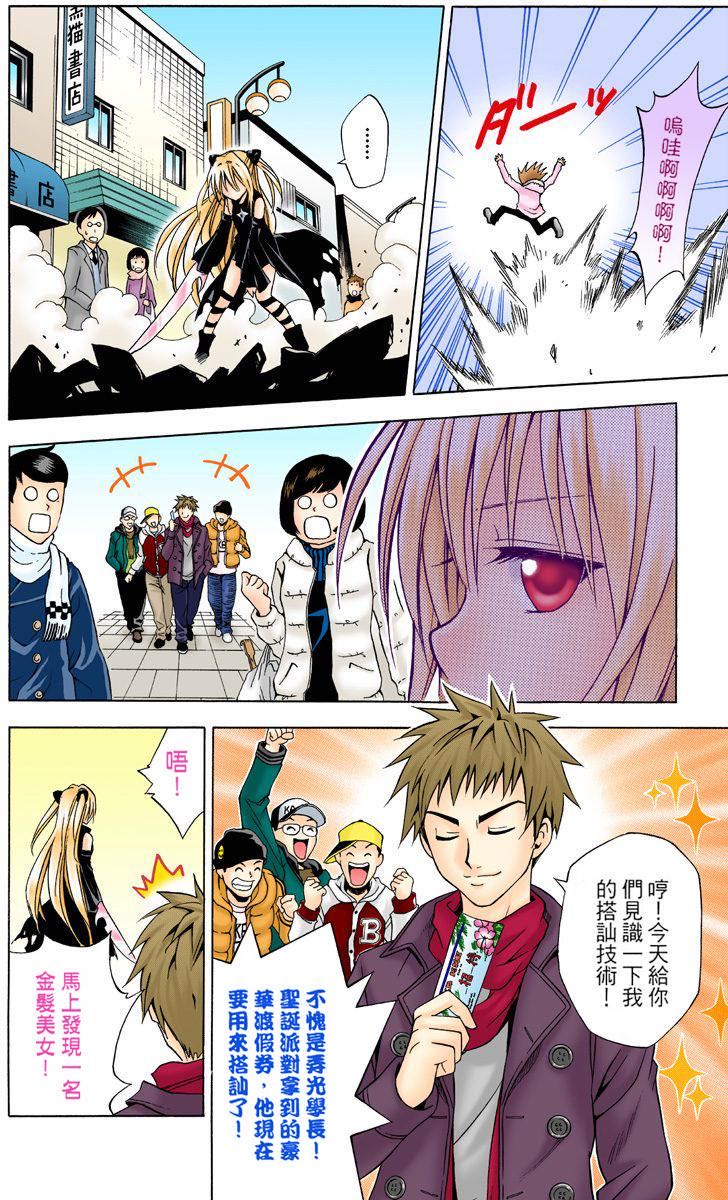 嗚哇啊啊啊啊！
ダーッ
……
黑猫書店
書店
哼！今天給你
們見識一下我
的搭訕技術！
不愧是秀光學長！
聖誕派對拿到的豪
華渡假券，他現在
要用來搭訕了！
B
唔！
馬上發現一名
金髮美女！